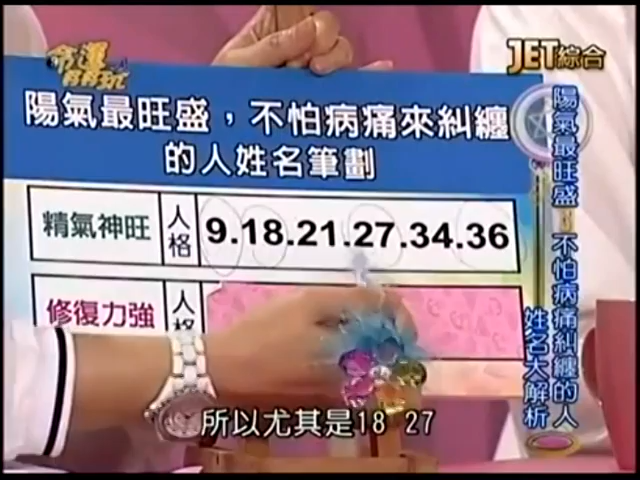 命運好好玩
JET綜合
陽氣最旺盛，不怕病痛來糾纏
的人姓名筆劃
精氣神旺 人格 9.18.21.27.34.36
修復力強 人格
陽氣最旺盛！不怕病痛糾纏的人
姓名大解析
所以尤其是18 27